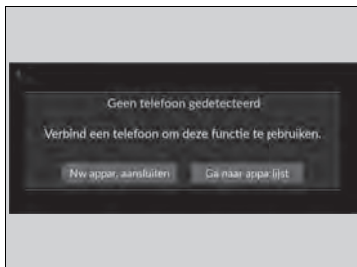 Geen telefoon gedetecteerd
Verbind een telefoon om deze functie te gebruiken.
Nw appar. aansluiten
Ga naar appar.lijst